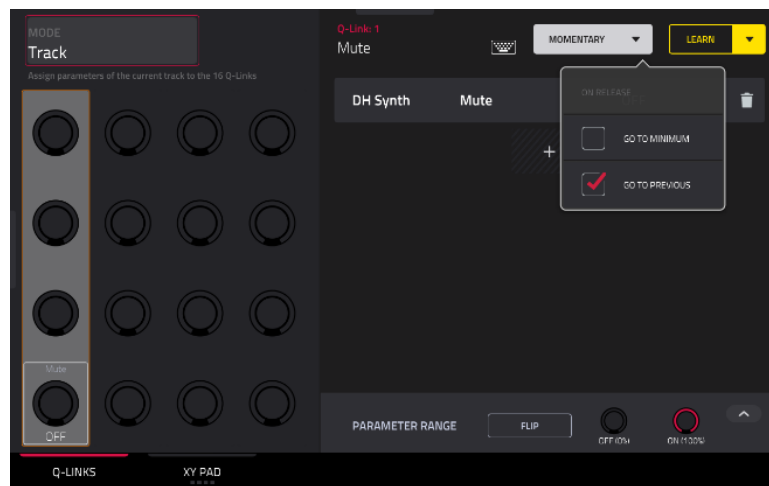 MODE
Track
Assign parameters of the current track to the 16 Q-Links
Mute
OFF
Q-LINKS
XY PAD
Q-Link: 1
Mute
MOMENTARY
LEARN
DH Synth
Mute
ON RELEASE
GO TO MINIMUM
GO TO PREVIOUS
+
PARAMETER RANGE
FLIP
OFF (0%)
ON (100%)